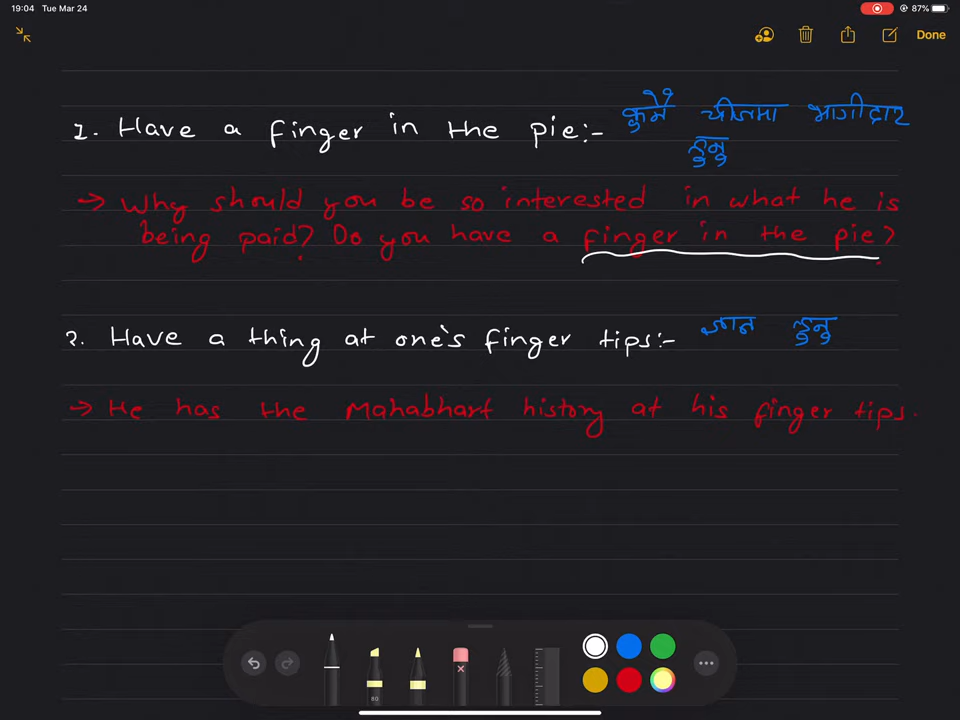 19:04 Tue Mar 24 87%
Done
1. Have a finger in the pie:- कुनै चीजमा भागीदार
हुनु
→ Why should you be so interested in what he is
being paid? Do you have a finger in the pie?
2. Have a thing at one's finger tips:- ज्ञान हुनु
→ He has the Mahabhart history at his finger tips.
80